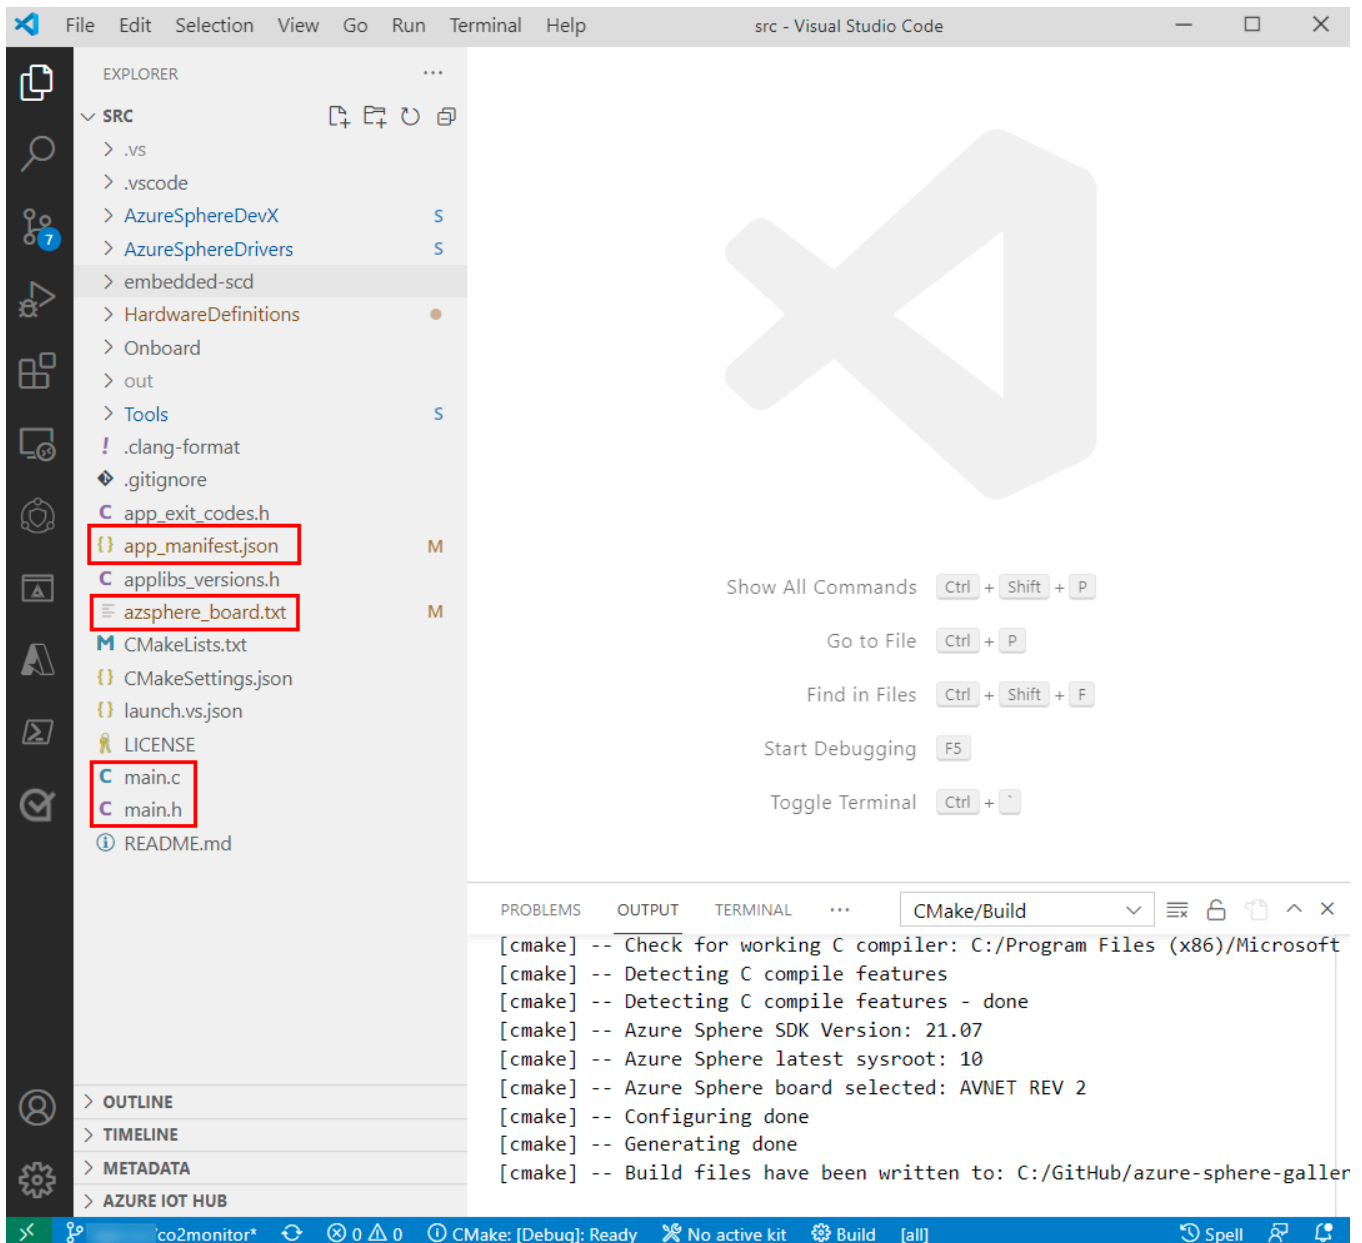 File Edit Selection View Go Run Terminal Help src - Visual Studio Code
EXPLORER ...
SRC
.vs
.vscode
AzureSphereDevX S
AzureSphereDrivers S
embedded-scd
HardwareDefinitions
Onboard
out
Tools S
.clang-format
.gitignore
C app_exit_codes.h
{} app_manifest.json M
C applibs_versions.h
azsphere_board.txt M
M CMakeLists.txt
{} CMakeSettings.json
{} launch.vs.json
LICENSE
C main.c
C main.h
README.md
7
Show All Commands Ctrl + Shift + P
Go to File Ctrl + P
Find in Files Ctrl + Shift + F
Start Debugging F5
Toggle Terminal Ctrl + `
PROBLEMS OUTPUT TERMINAL ... CMake/Build
[cmake] -- Check for working C compiler: C:/Program Files (x86)/Microsoft
[cmake] -- Detecting C compile features
[cmake] -- Detecting C compile features - done
[cmake] -- Azure Sphere SDK Version: 21.07
[cmake] -- Azure Sphere latest sysroot: 10
[cmake] -- Azure Sphere board selected: AVNET REV 2
[cmake] -- Configuring done
[cmake] -- Generating done
[cmake] -- Build files have been written to: C:/GitHub/azure-sphere-galler
OUTLINE
TIMELINE
METADATA
AZURE IOT HUB
/co2monitor* 0 0 CMake: [Debug]: Ready No active kit Build [all] Spell